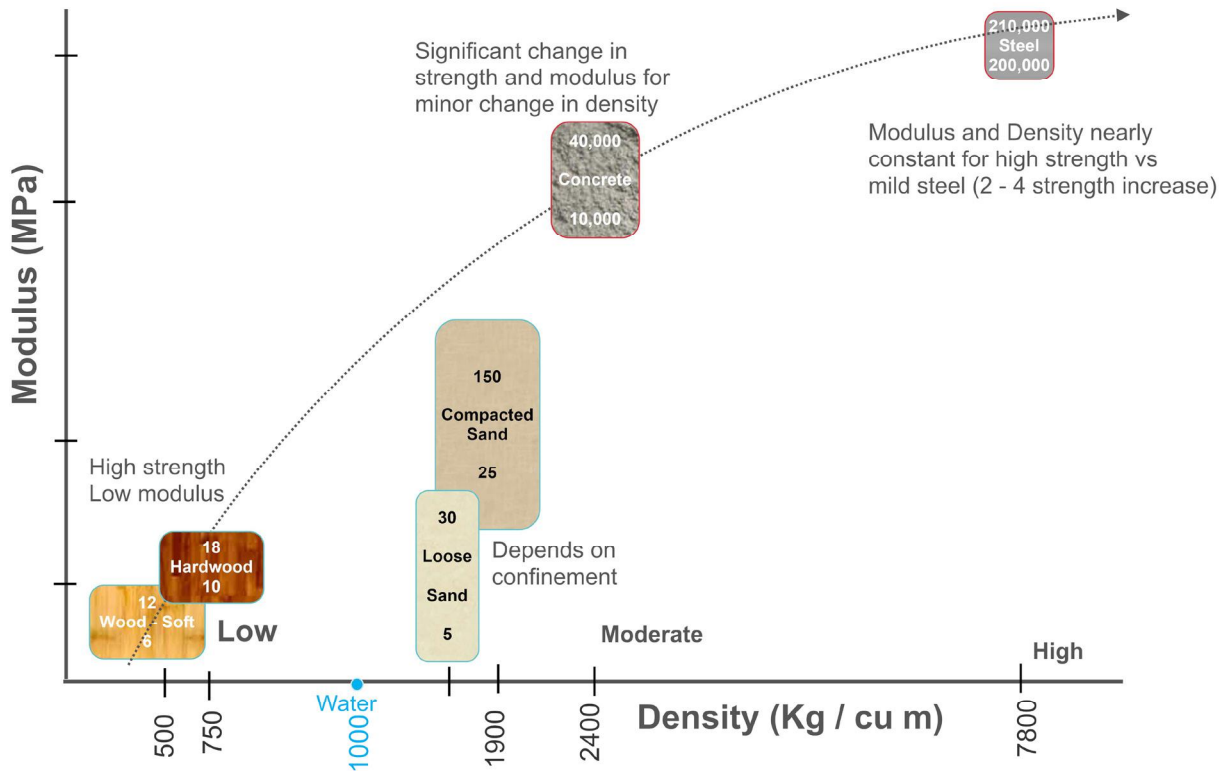 210,000
Steel
200,000
Significant change in
strength and modulus for
minor change in density
Modulus and Density nearly
constant for high strength vs
mild steel (2 - 4 strength increase)
40,000
Concrete
10,000
Modulus (MPa)
150
Compacted
Sand
25
High strength
Low modulus
30
Loose
Sand
5
Depends on
confinement
18
Hardwood
10
12
Wood - Soft
6
Low
Moderate
High
Water
500
750
1000
1900
2400
7800
Density (Kg / cu m)